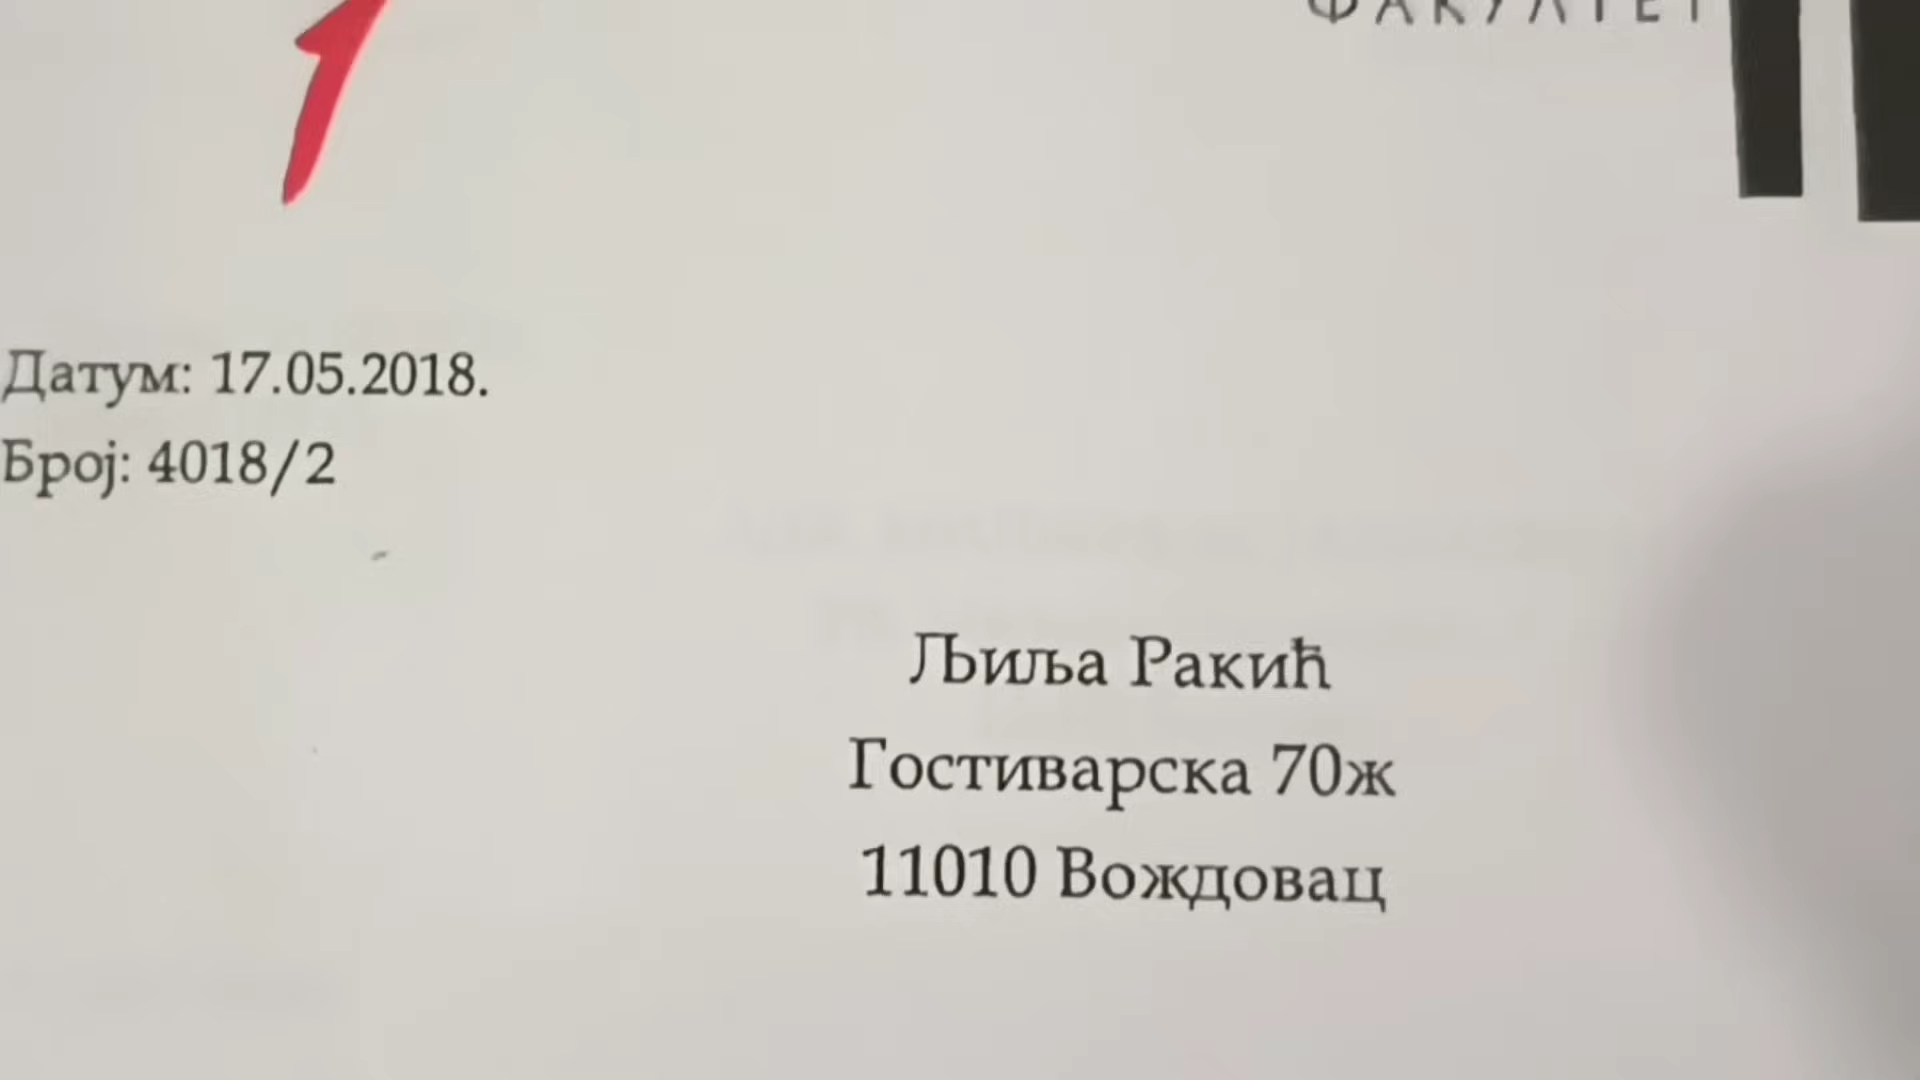 ФАКУЛТЕТ
Датум: 17.05.2018.
Број: 4018/2
Љиља Ракић
Гостиварска 70ж
11010 Вождовац